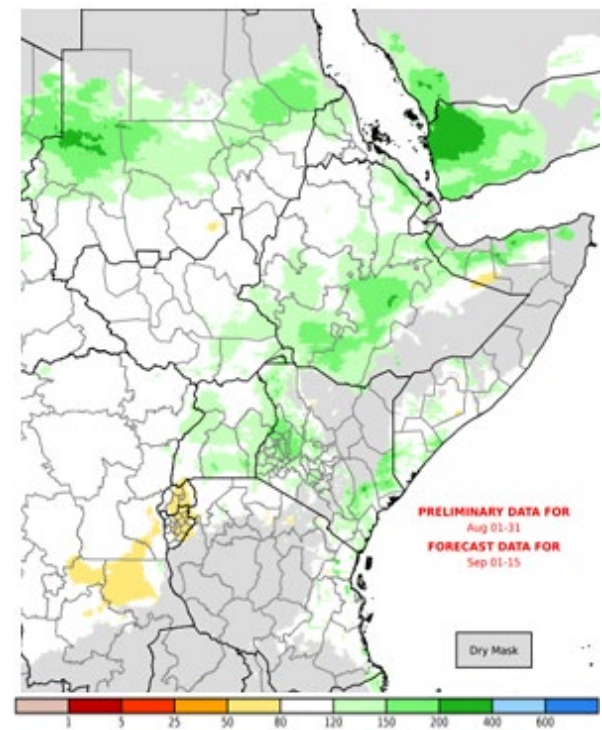 PRELIMINARY DATA FOR
Aug 01-31
FORECAST DATA FOR
Sep 01-15
Dry Mask
1 5 25 50 80 120 150 200 400 600